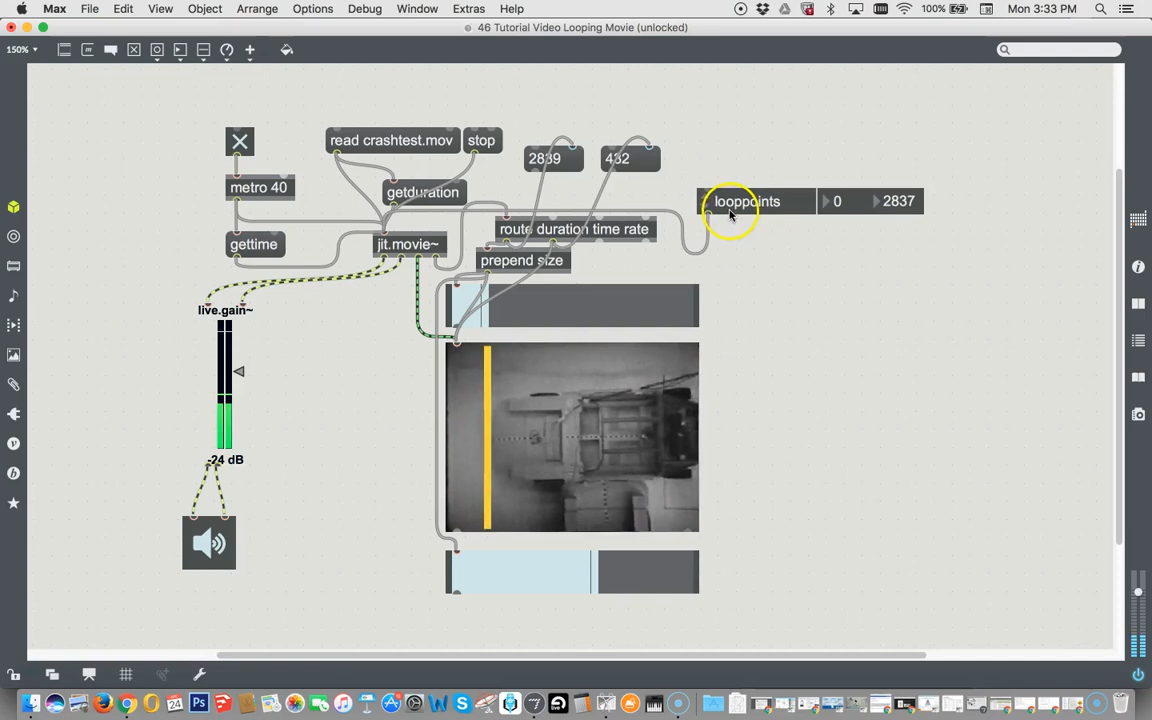 Max File Edit View Object Arrange Options Debug Window Extras Help 100% Mon 3:33 PM
46 Tutorial Video Looping Movie (unlocked)
150%
read crashtest.mov stop
2839 432
metro 40 getduration
looppoints 0 2837
route duration time rate
gettime jit.movie~
prepend size
live.gain~
-24 dB